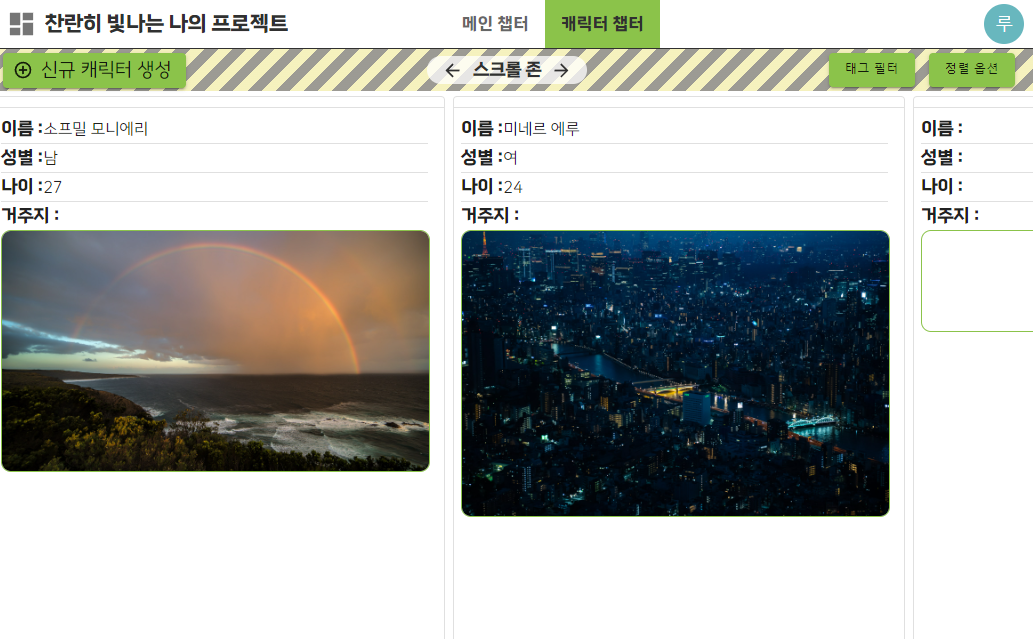 찬란히 빛나는 나의 프로젝트
메인 챕터
캐릭터 챕터
루
신규 캐릭터 생성
← 스크롤 존 →
태그 필터
정렬 옵션
이름 :소프밀 모니에리
성별 :남
나이 :27
거주지 :
이름 :미네르 에루
성별 :여
나이 :24
거주지 :
이름 :
성별 :
나이 :
거주지 :